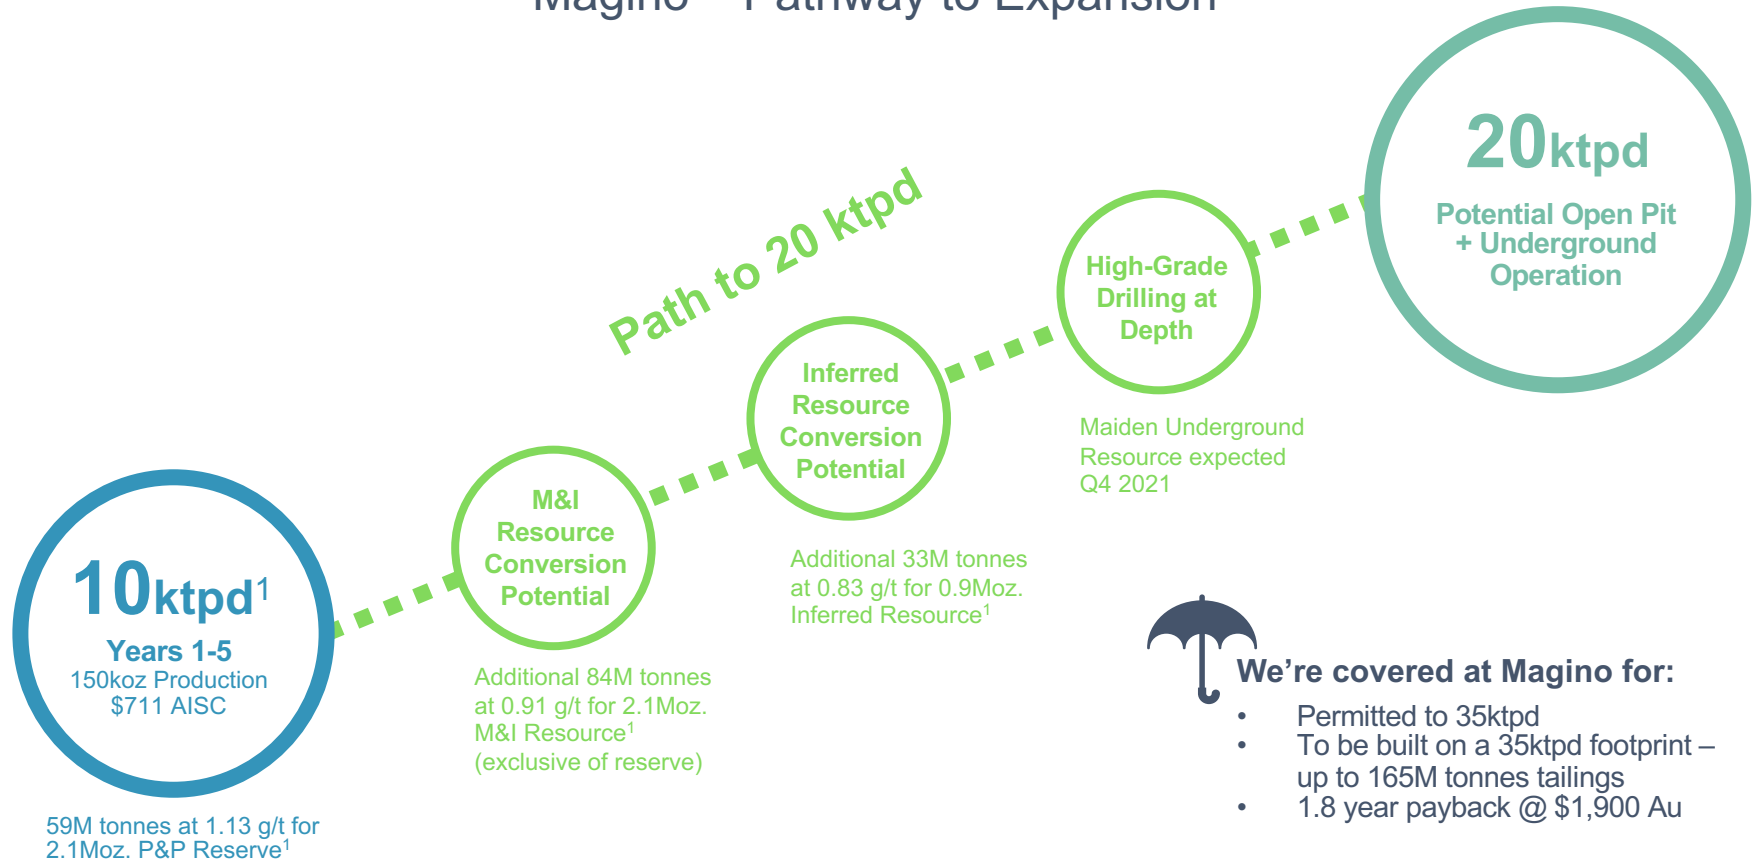 Magino – Pathway to Expansion
20ktpd
Potential Open Pit
+ Underground
Operation
Path to 20 ktpd
High-Grade
Drilling at
Depth
Maiden Underground
Resource expected
Q4 2021
Inferred
Resource
Conversion
Potential
Additional 33M tonnes
at 0.83 g/t for 0.9Moz.
Inferred Resource1
M&I
Resource
Conversion
Potential
Additional 84M tonnes
at 0.91 g/t for 2.1Moz.
M&I Resource1
(exclusive of reserve)
10ktpd1
Years 1-5
150koz Production
$711 AISC
59M tonnes at 1.13 g/t for
2.1Moz. P&P Reserve1
We’re covered at Magino for:
• Permitted to 35ktpd
• To be built on a 35ktpd footprint –
up to 165M tonnes tailings
• 1.8 year payback @ $1,900 Au